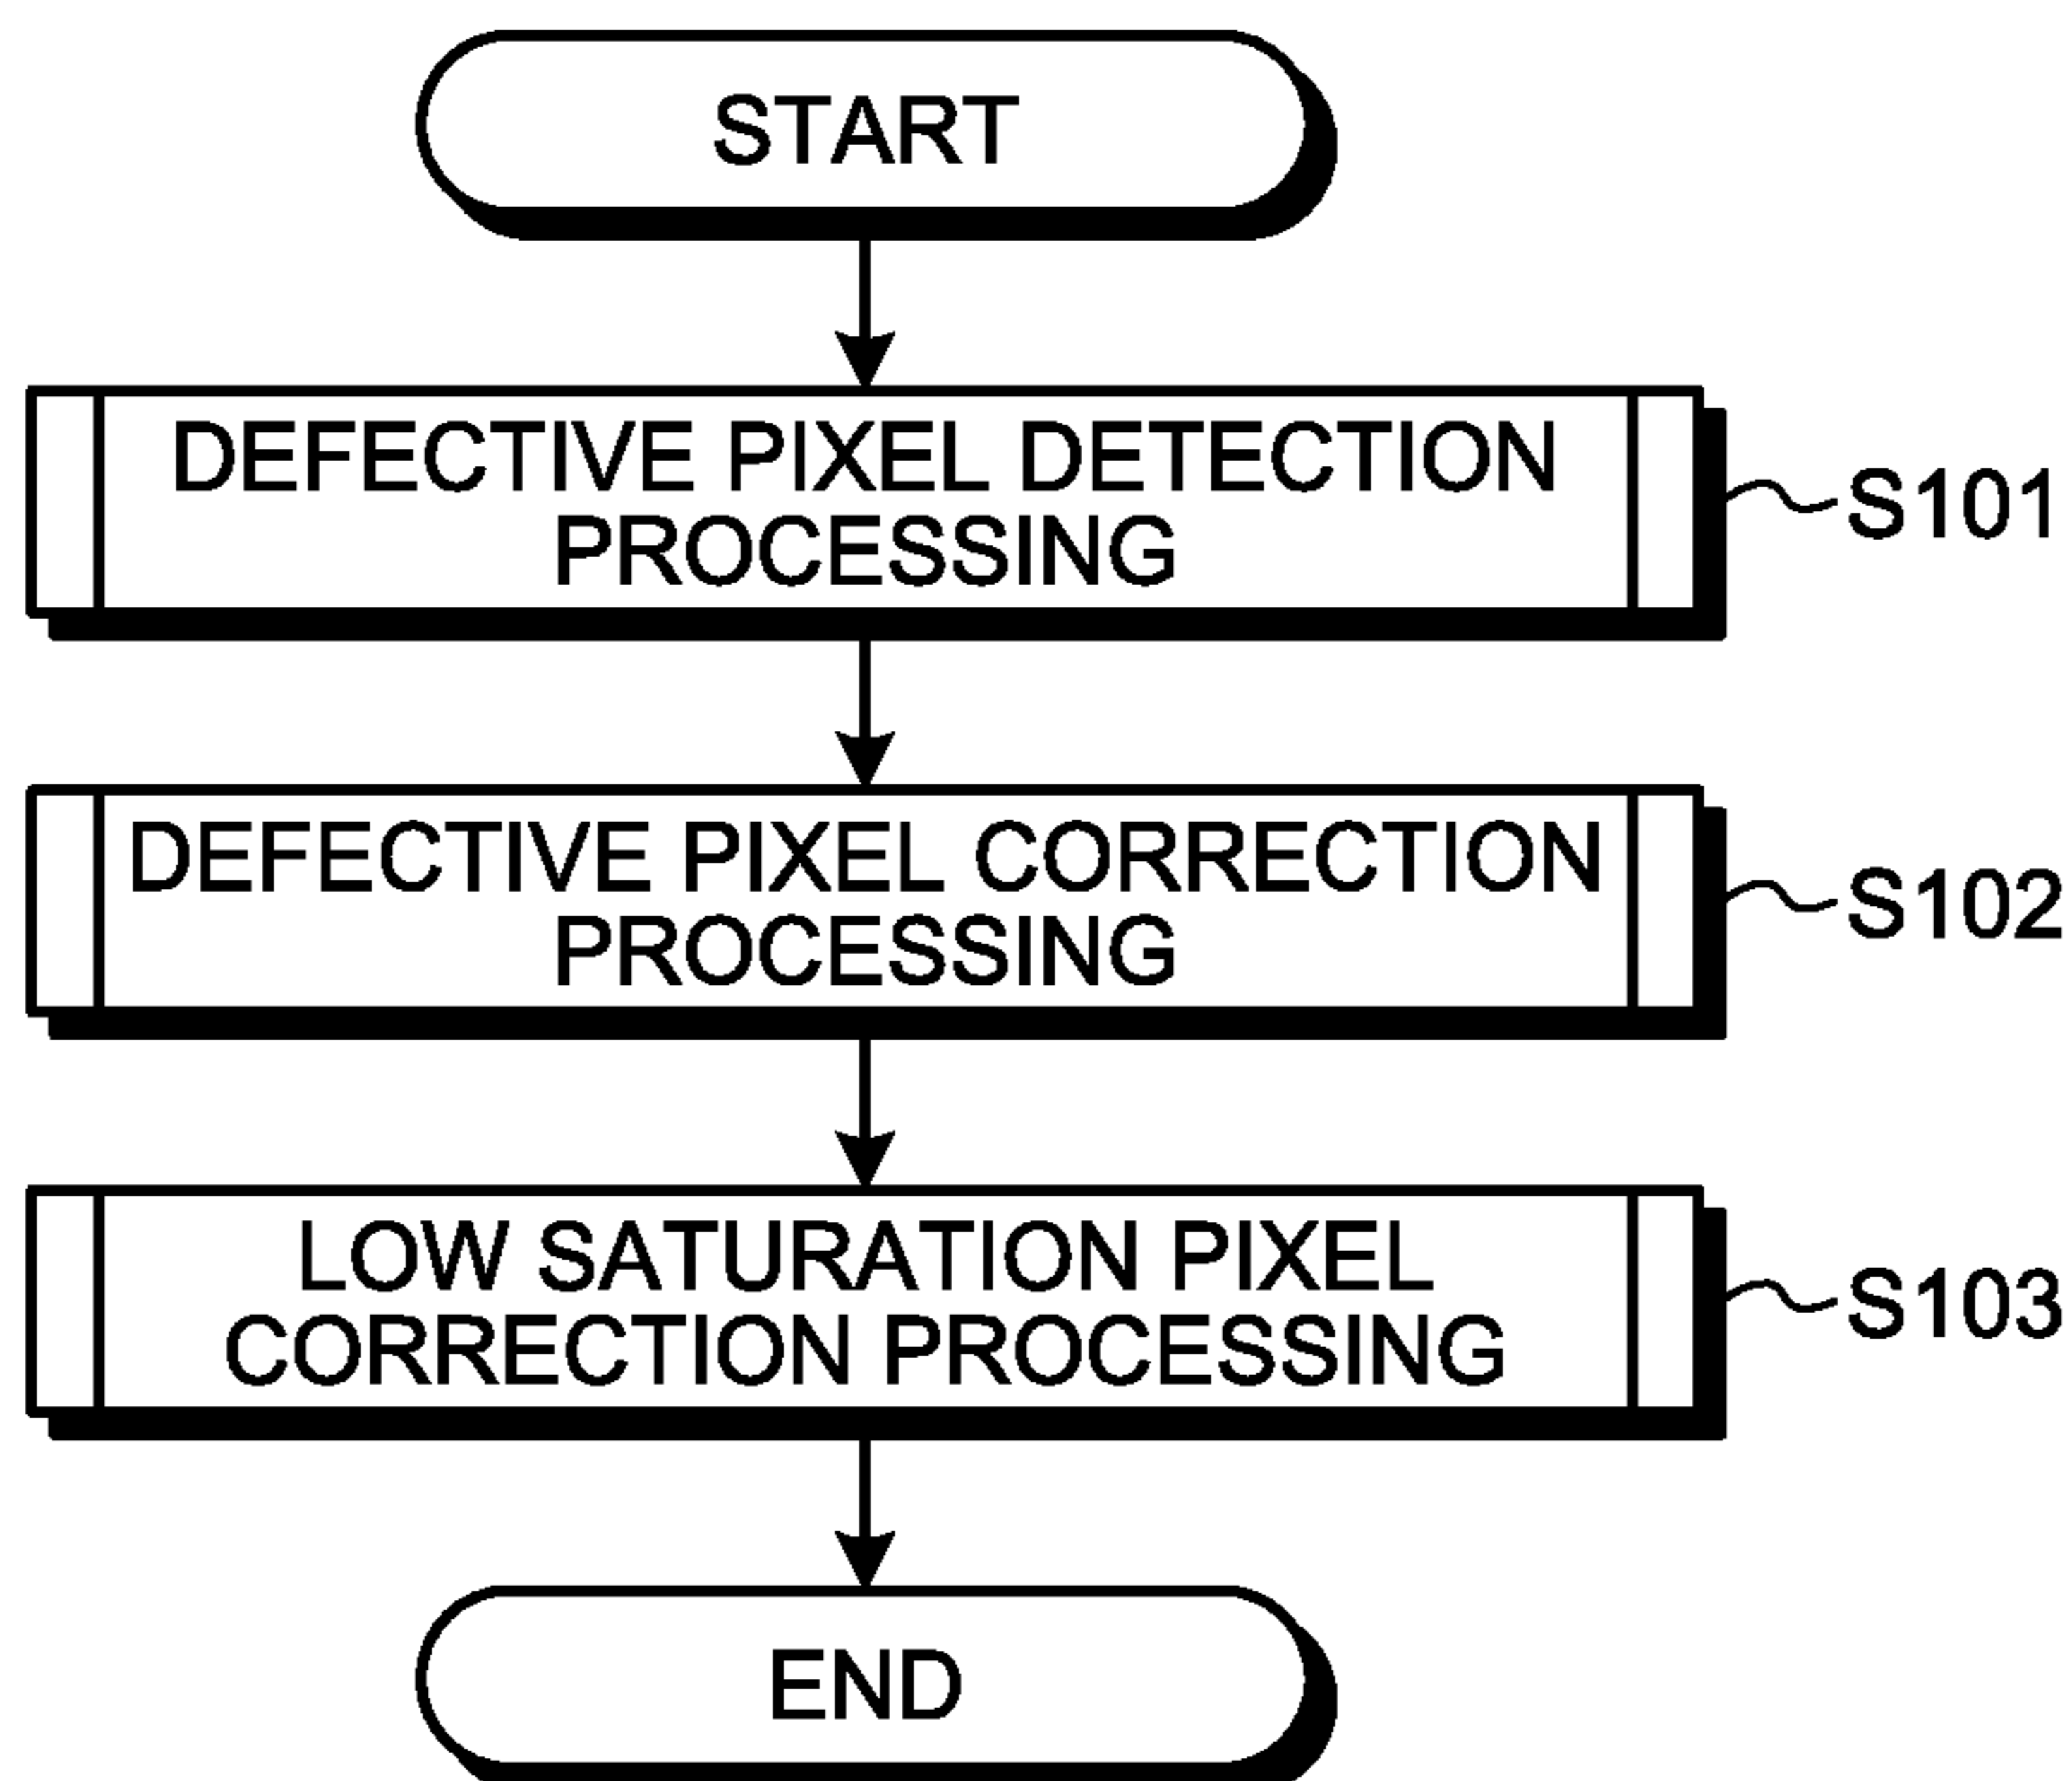 START
DEFECTIVE PIXEL DETECTION
PROCESSING
S101
DEFECTIVE PIXEL CORRECTION
PROCESSING
S102
LOW SATURATION PIXEL
CORRECTION PROCESSING
S103
END